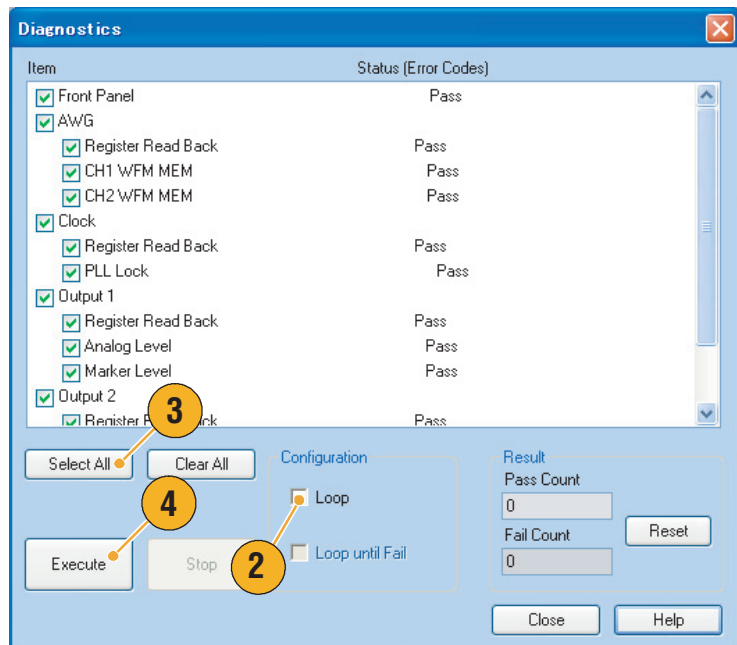 Diagnostics
Item Status (Error Codes)
Front Panel Pass
AWG
Register Read Back Pass
CH1 WFM MEM Pass
CH2 WFM MEM Pass
Clock
Register Read Back Pass
PLL Lock Pass
Output 1
Register Read Back Pass
Analog Level Pass
Marker Level Pass
Output 2
Register Pass
3
Select All Clear All Configuration Result
Pass Count
4 Loop 0
Fail Count Reset
Execute Stop 2 Loop until Fail 0
Close Help